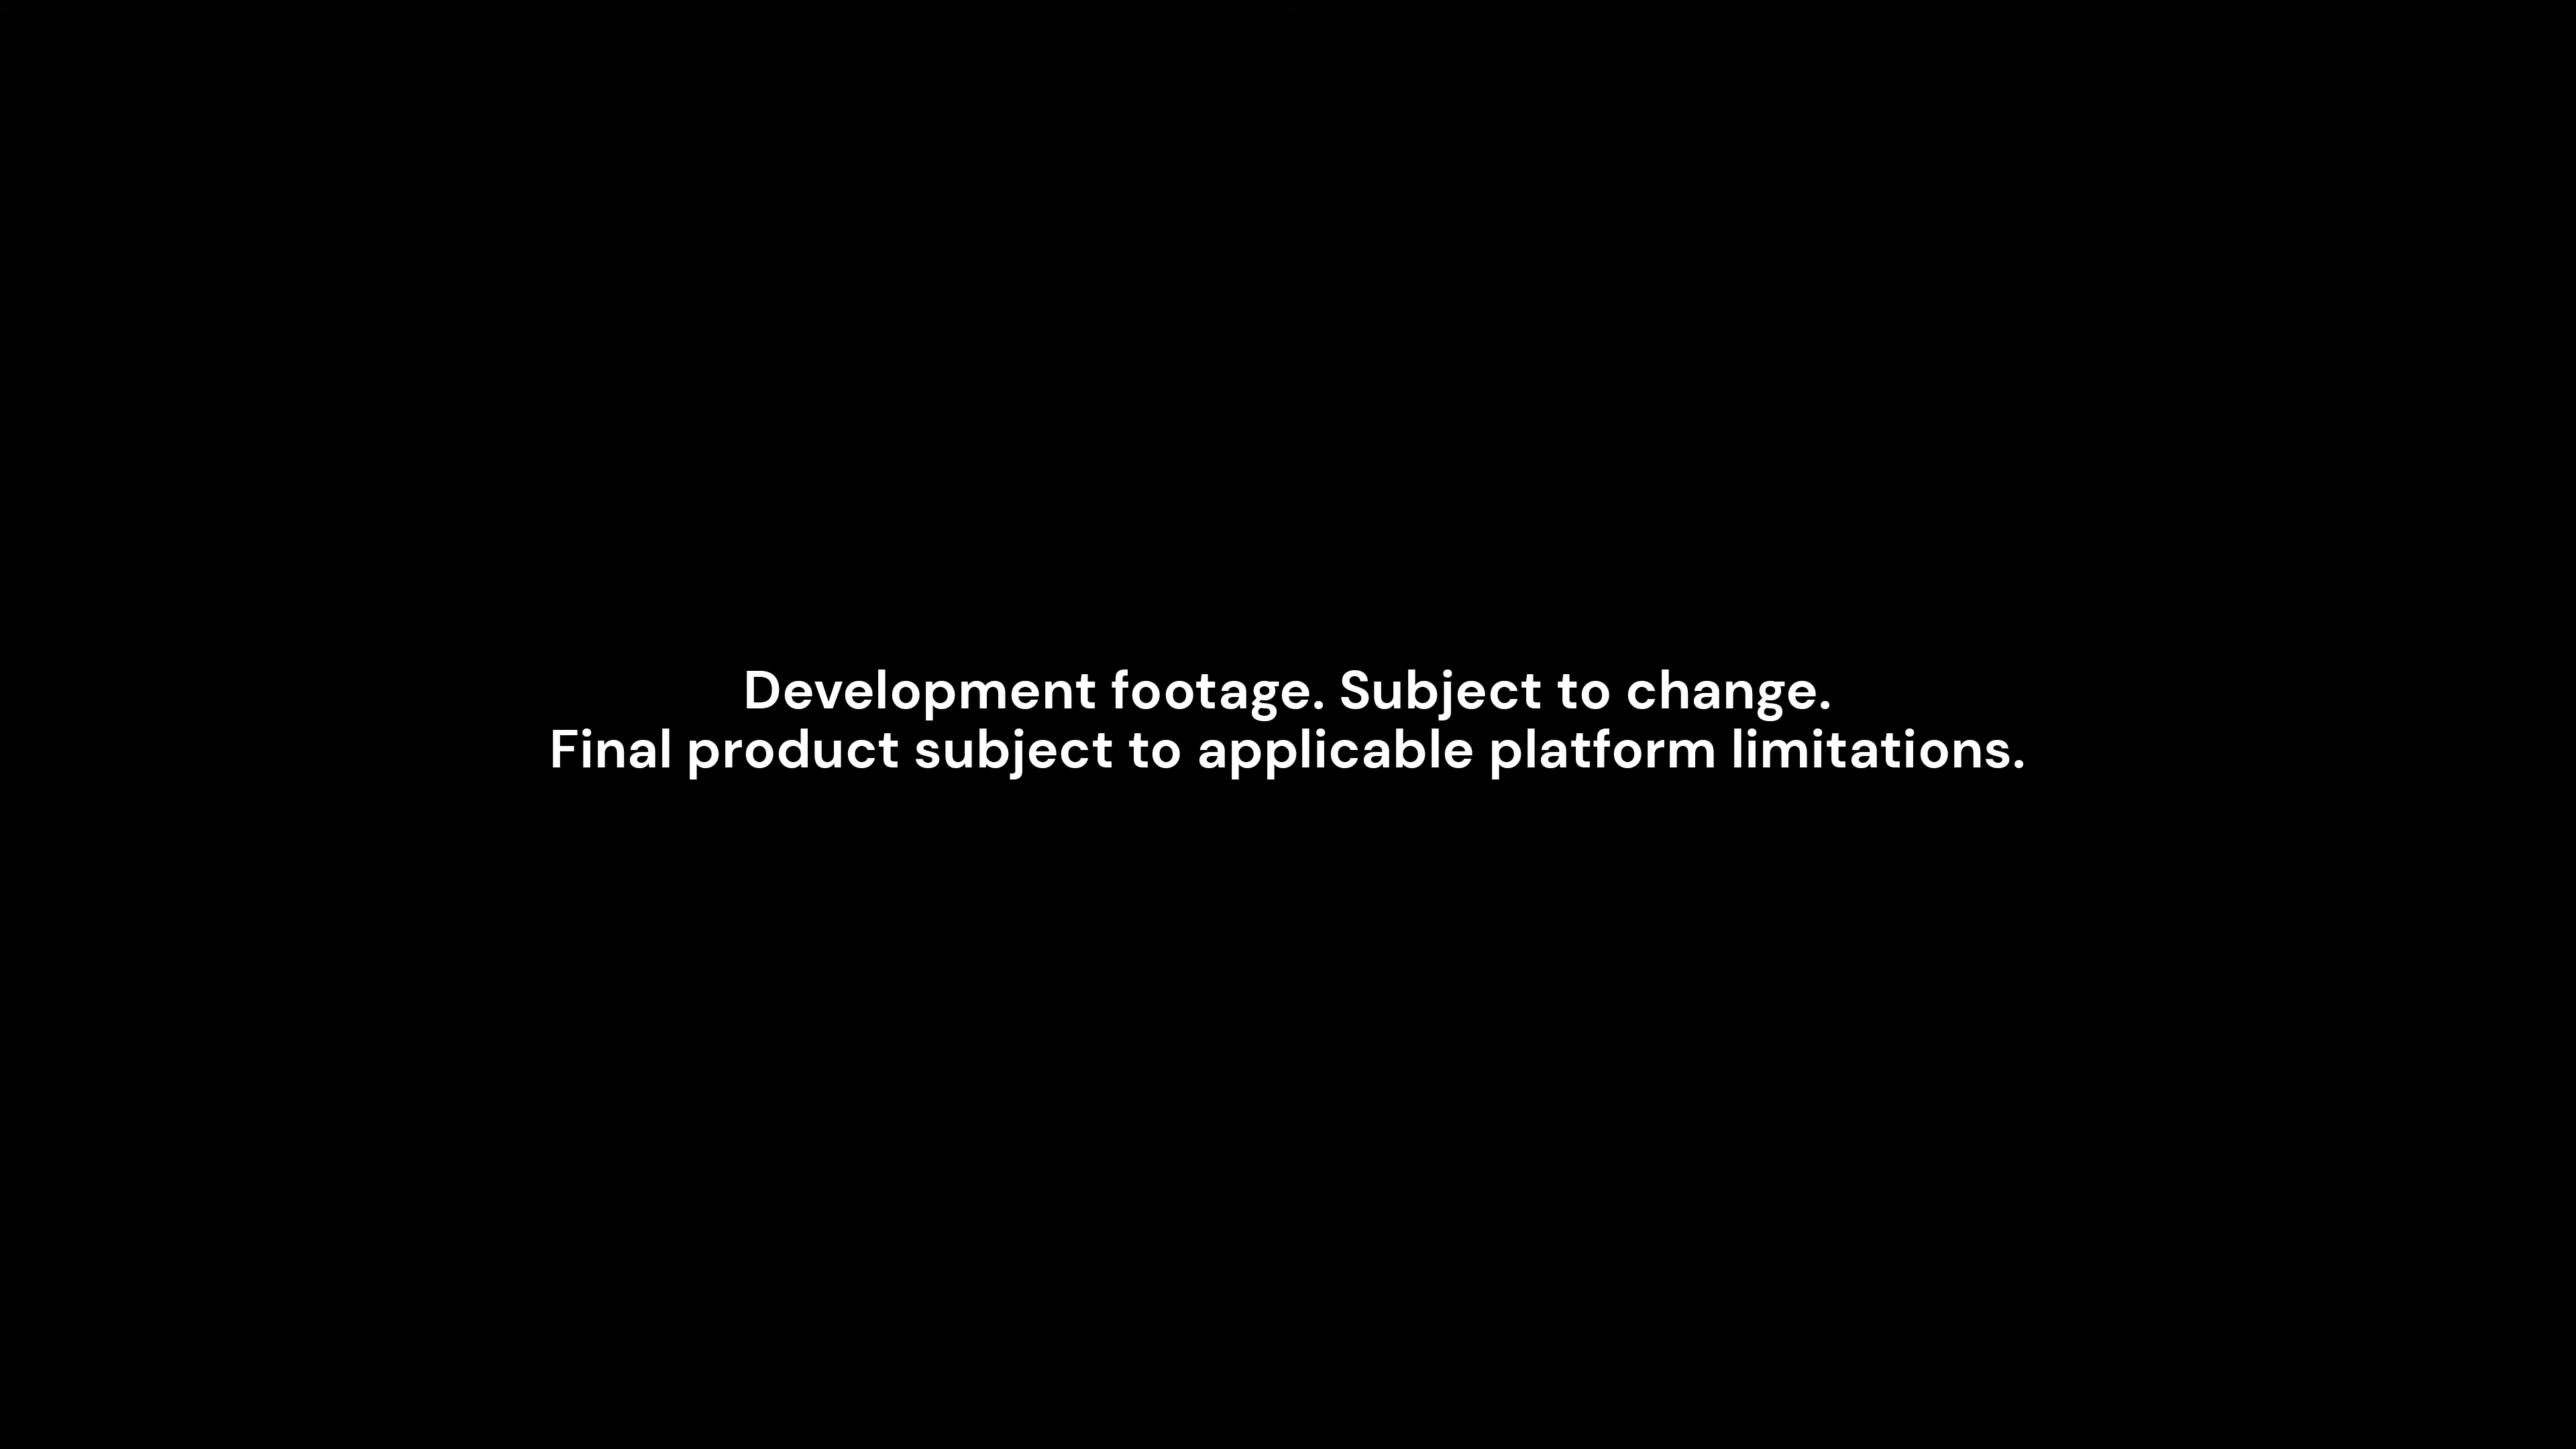 Development footage. Subject to change.
Final product subject to applicable platform limitations.